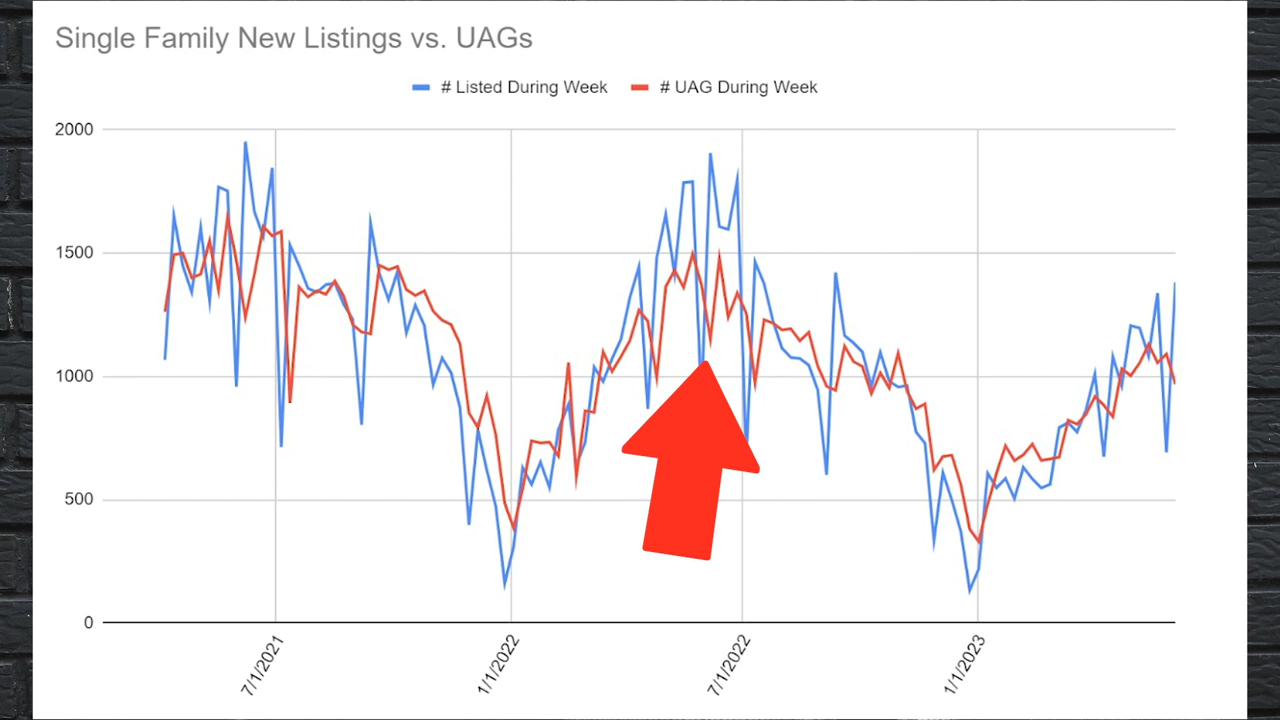 Single Family New Listings vs. UAGs
# Listed During Week # UAG During Week
2000
1500
1000
500
0
7/1/2021 1/1/2022 7/1/2022 1/1/2023